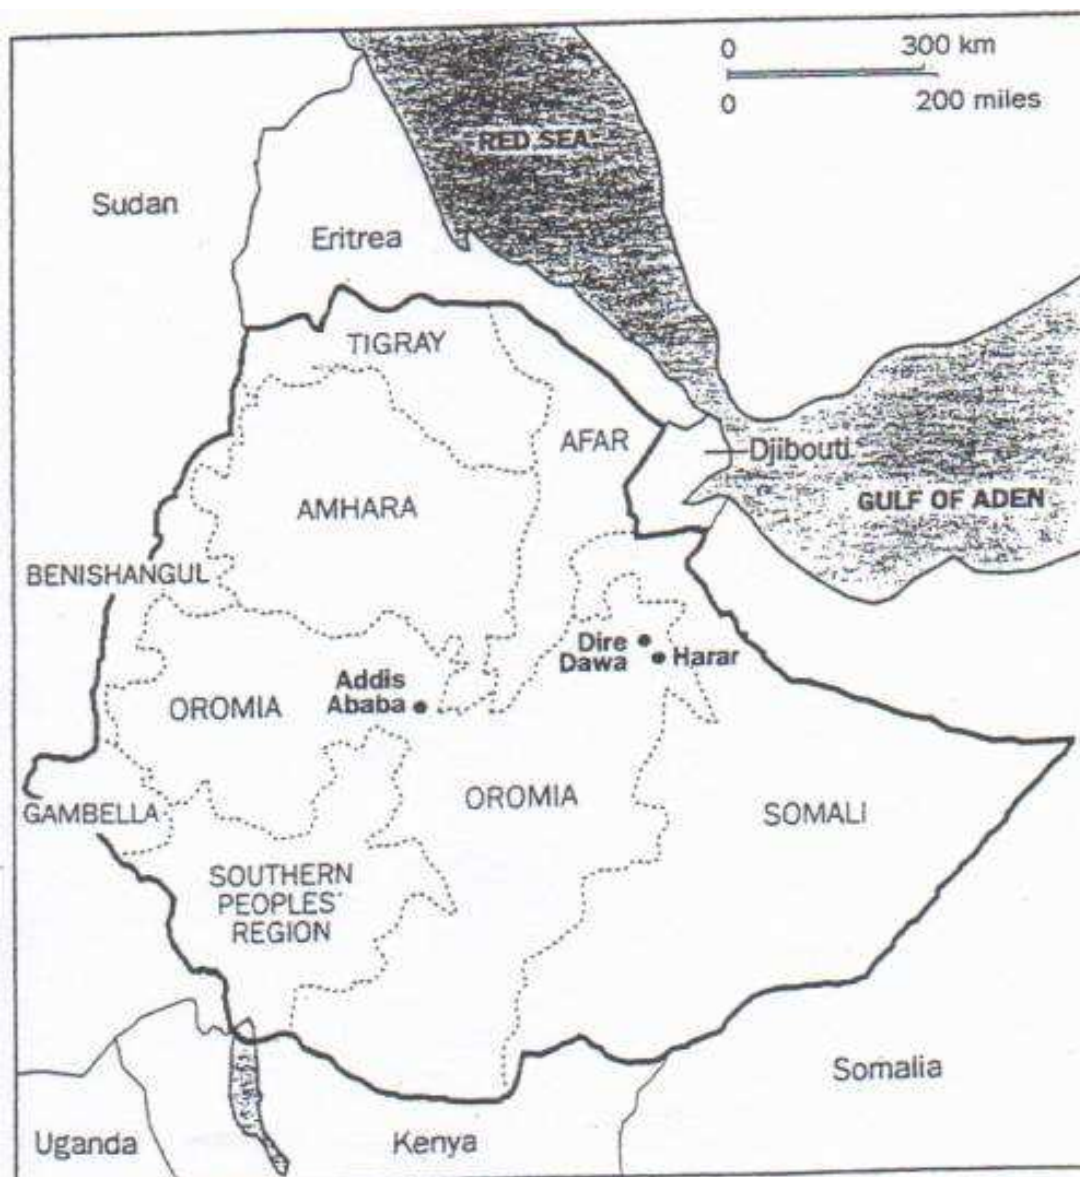 0 300 km
0 200 miles
RED SEA
Sudan
Eritrea
TIGRAY
AFAR
Djibouti
AMHARA
GULF OF ADEN
BENISHANGUL
Dire
Dawa
Harar
Addis
Ababa
OROMIA
OROMIA
GAMBELLA
SOMALI
SOUTHERN
PEOPLES'
REGION
Somalia
Uganda
Kenya